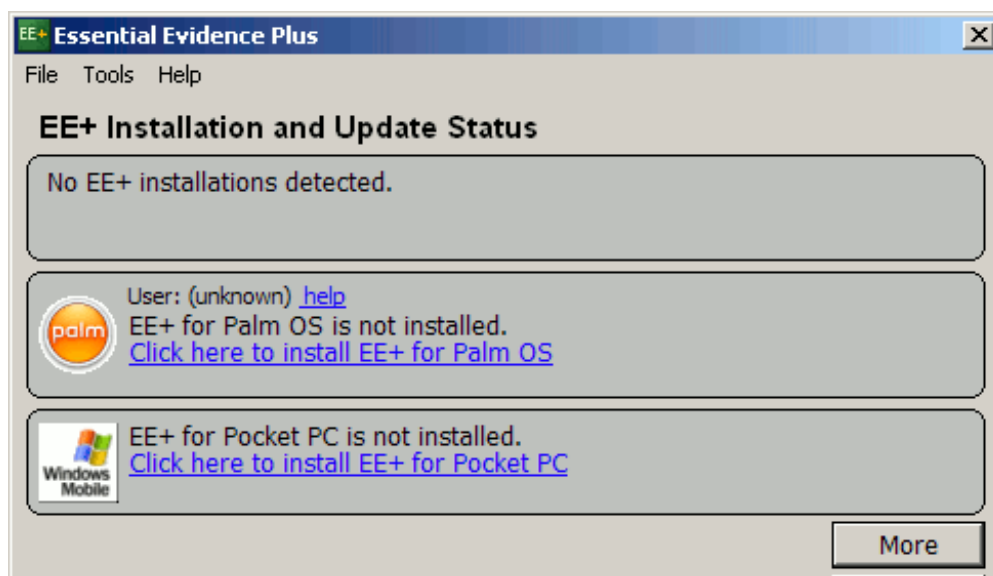 EE+ Essential Evidence Plus
File Tools Help
EE+ Installation and Update Status
No EE+ installations detected.
User: (unknown) help
palm
EE+ for Palm OS is not installed.
Click here to install EE+ for Palm OS
EE+ for Pocket PC is not installed.
Click here to install EE+ for Pocket PC
Windows
Mobile
More